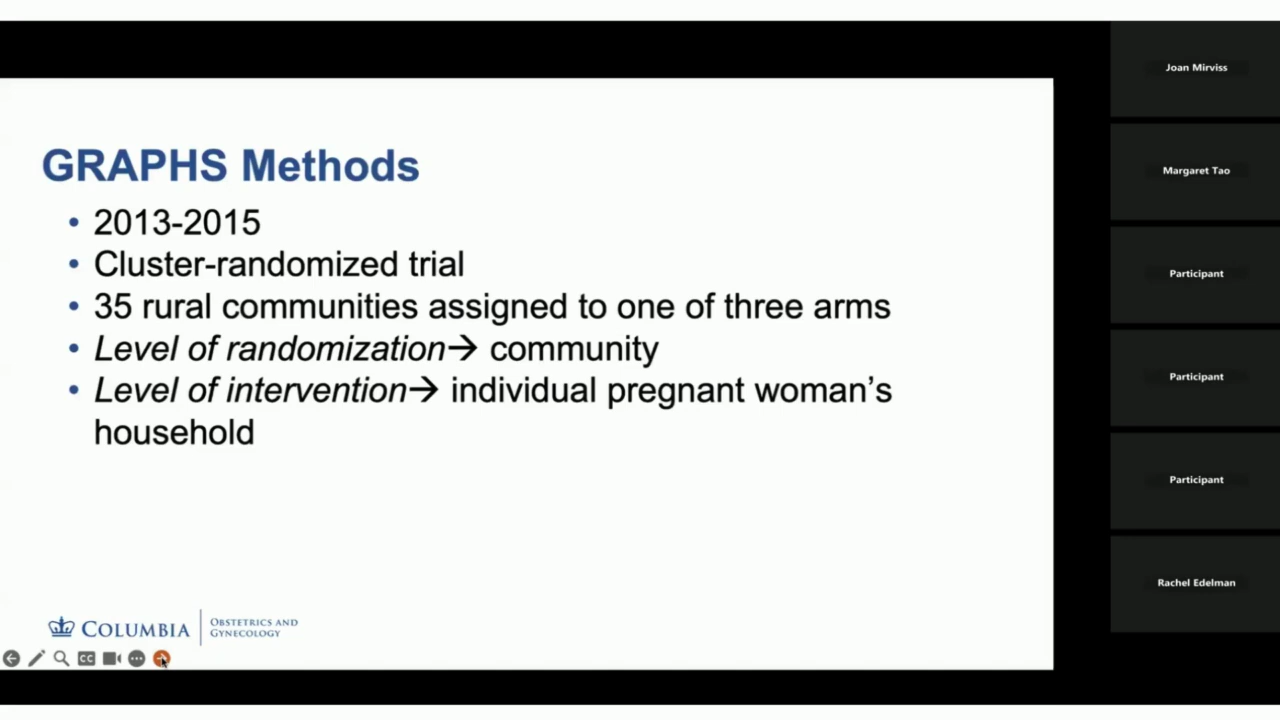 GRAPHS Methods
• 2013-2015
• Cluster-randomized trial
• 35 rural communities assigned to one of three arms
• Level of randomization→ community
• Level of intervention→ individual pregnant woman’s
household
COLUMBIA
OBSTETRICS AND
GYNECOLOGY
CC
Joan Mirviss
Margaret Tao
Participant
Participant
Participant
Rachel Edelman